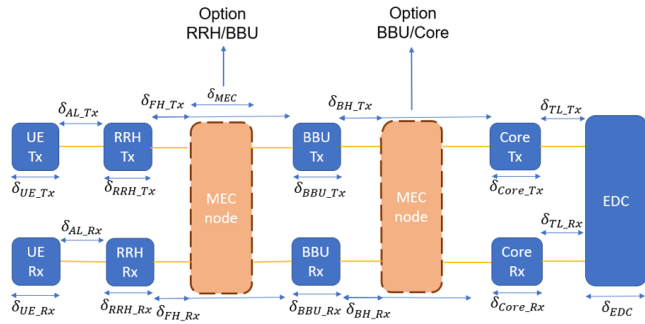 Option
RRH/BBU
Option
BBU/Core
δ_AL_Tx
δ_FH_Tx
δ_MEC
δ_BH_Tx
δ_TL_Tx
UE
Tx
RRH
Tx
BBU
Tx
Core
Tx
δ_UE_Tx
δ_RRH_Tx
MEC
node
δ_BBU_Tx
MEC
node
δ_Core_Tx
EDC
δ_AL_Rx
δ_TL_Rx
UE
Rx
RRH
Rx
BBU
Rx
Core
Rx
δ_UE_Rx
δ_RRH_Rx
δ_FH_Rx
δ_BBU_Rx
δ_BH_Rx
δ_Core_Rx
δ_EDC